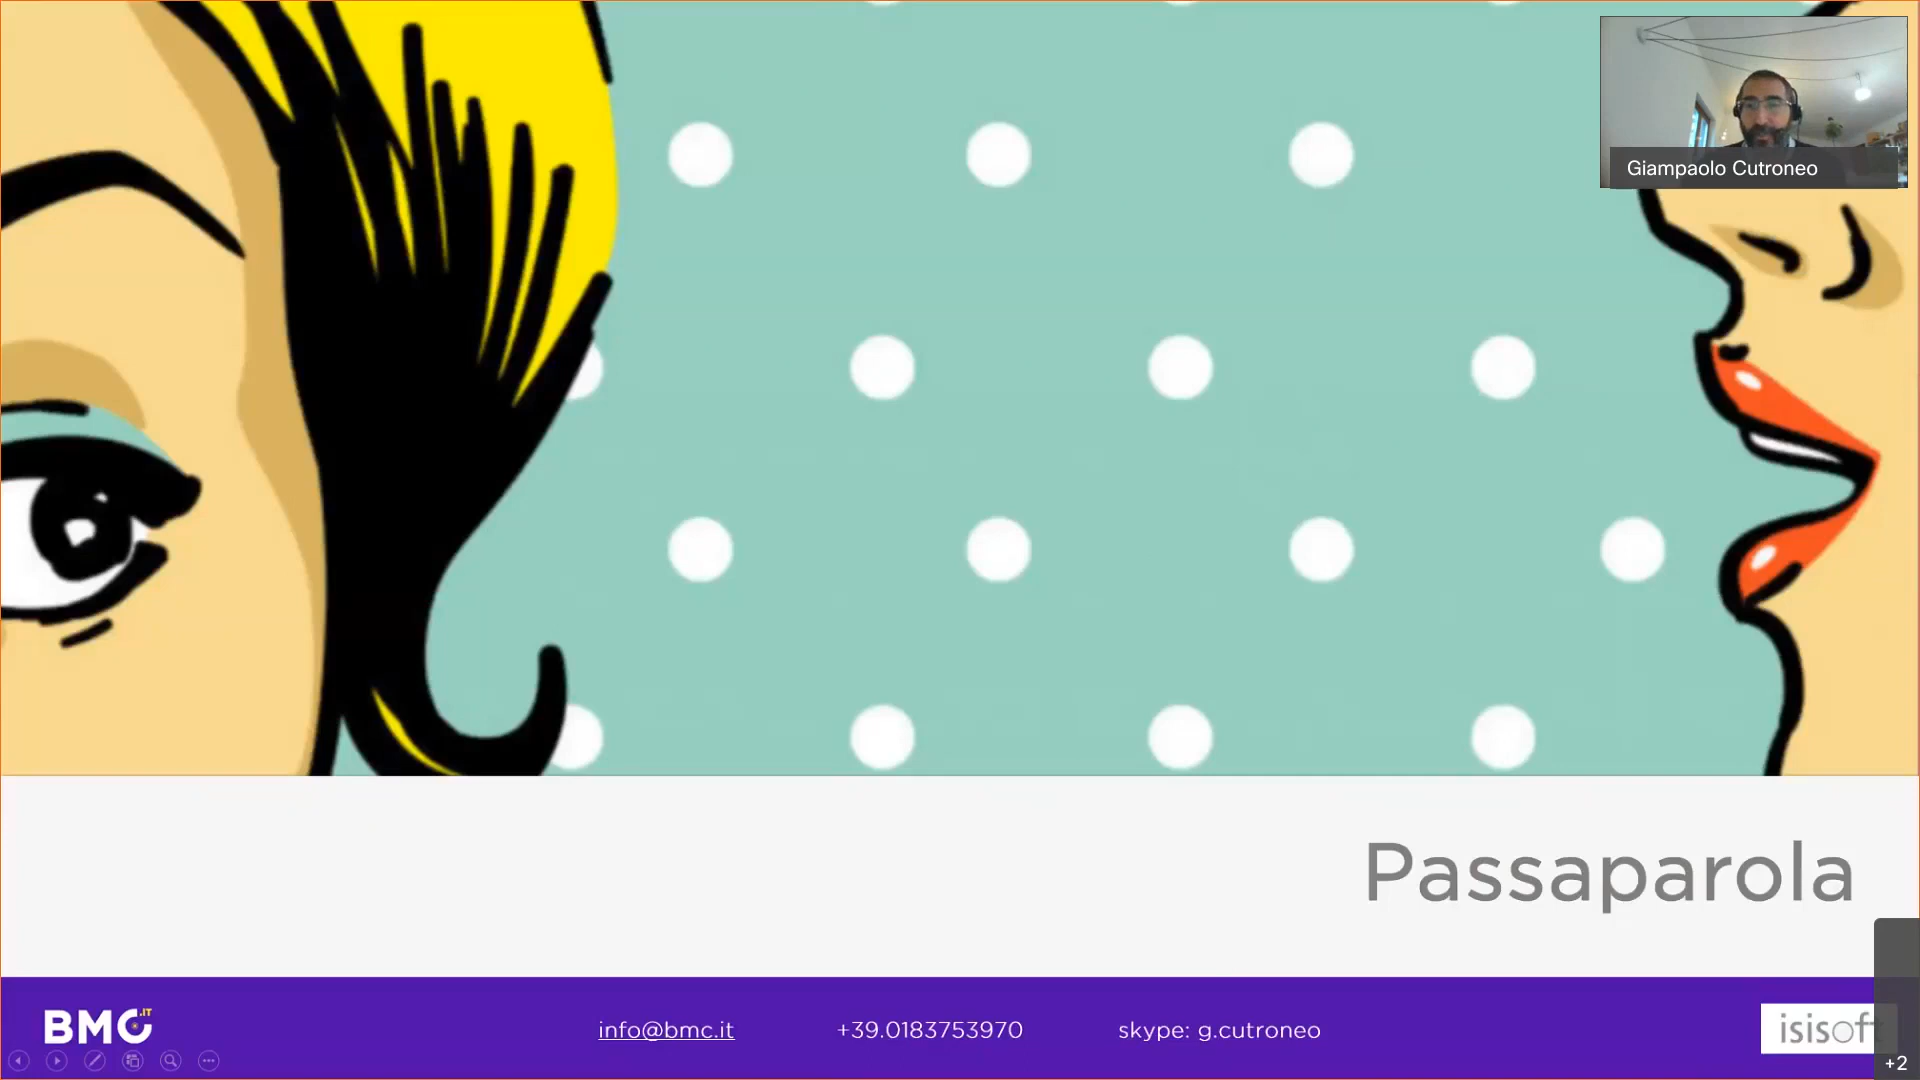 Giampaolo Cutroneo
Passaparola
BMC.IT
info@bmc.it
+39.0183753970
skype: g.cutroneo
isisoft
+2